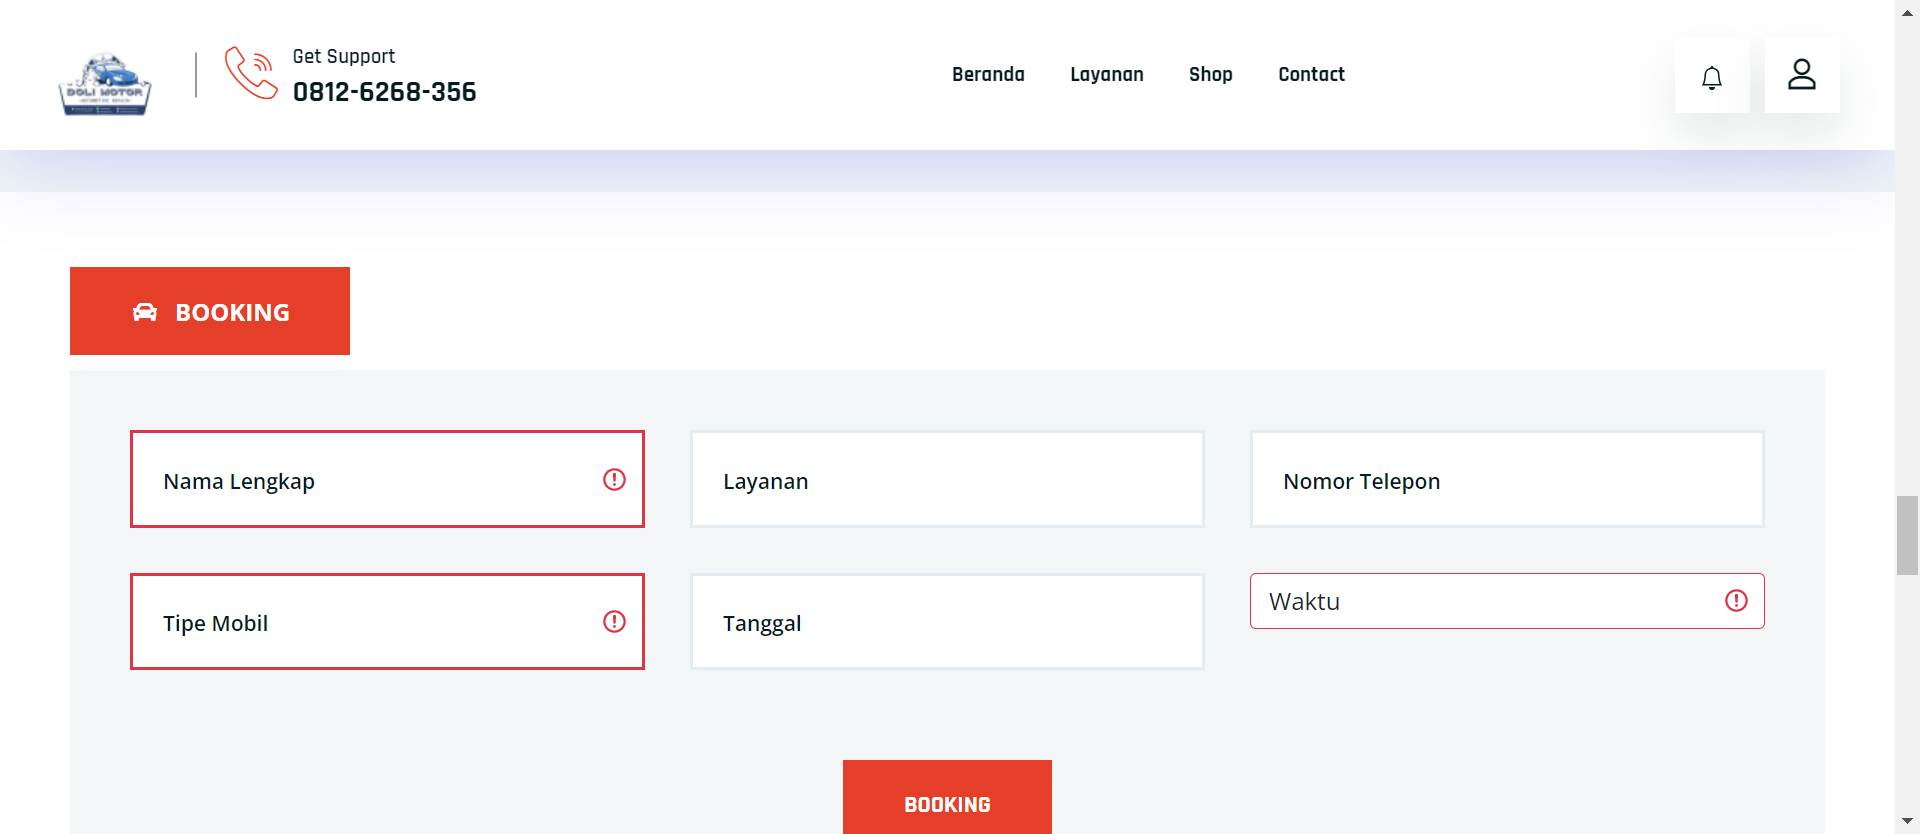 DOLI MOTOR
Get Support
0812-6268-356
Beranda
Layanan
Shop
Contact
BOOKING
Nama Lengkap
Layanan
Nomor Telepon
Tipe Mobil
Tanggal
Waktu
BOOKING